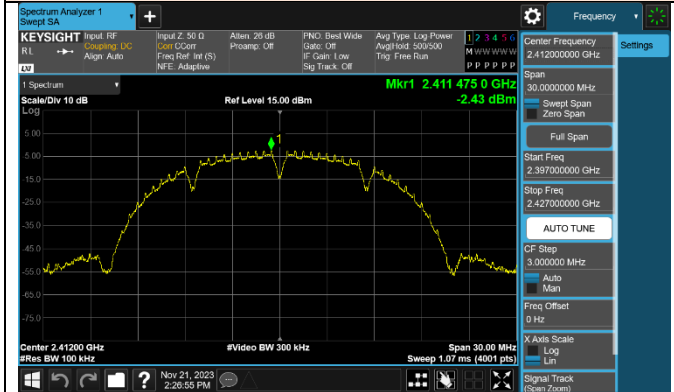 Spectrum Analyzer 1
Swept SA
+
Frequency
KEYSIGHT
Input: RF
Coupling: DC
Align: Auto
Input Z: 50 Ω
Corr CCorr
Freq Ref: Int (S)
NFE: Adaptive
Atten: 26 dB
Preamp: Off
PNO: Best Wide
Gate: Off
IF Gain: Low
Sig Track: Off
Avg Type: Log-Power
Avg|Hold: 500/500
Trig: Free Run
1 2 3 4 5 6
M W W W W W
P P P P P P
RL
LXI
1 Spectrum
Scale/Div 10 dB
Log
Ref Level 15.00 dBm
Mkr1 2.411 475 0 GHz
-2.43 dBm
5.00
-5.00
-15.0
-25.0
-35.0
-45.0
-55.0
-65.0
-75.0
1
Center 2.41200 GHz
#Res BW 100 kHz
#Video BW 300 kHz
Span 30.00 MHz
Sweep 1.07 ms (4001 pts)
Center Frequency
2.412000000 GHz
Settings
Span
30.0000000 MHz
Swept Span
Zero Span
Full Span
Start Freq
2.397000000 GHz
Stop Freq
2.427000000 GHz
AUTO TUNE
CF Step
3.000000 MHz
Auto
Man
Freq Offset
0 Hz
X Axis Scale
Log
Lin
Signal Track
(Span Zoom)
?
Nov 21, 2023
2:26:55 PM